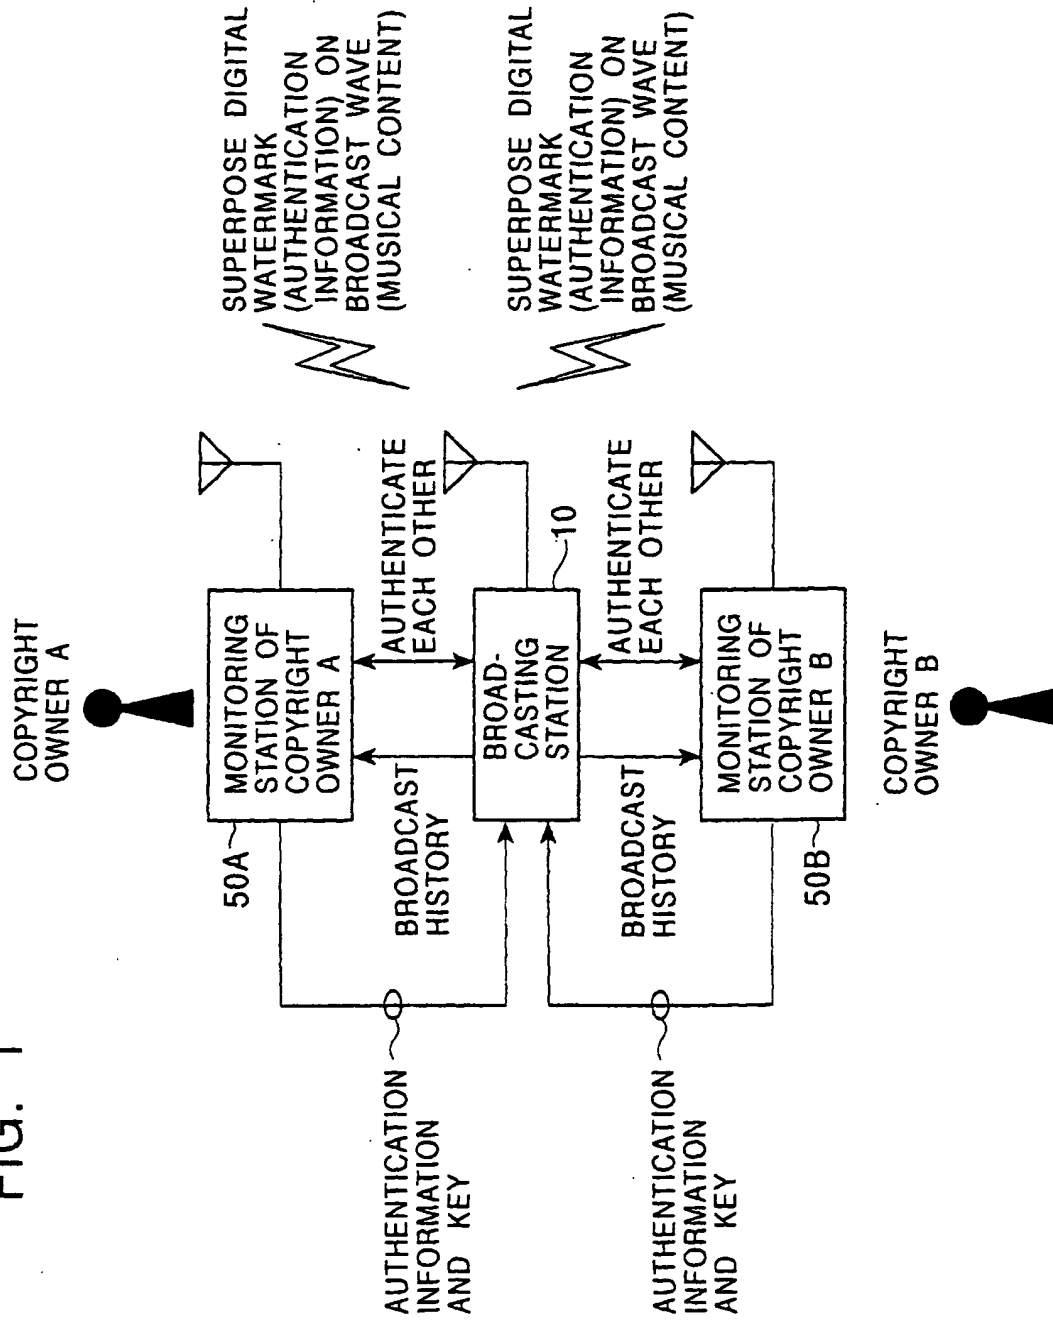 FIG. 1
COPYRIGHT
OWNER A
50A
MONITORING
STATION OF
COPYRIGHT
OWNER A
SUPERPOSE DIGITAL
WATERMARK
(AUTHENTICATION
INFORMATION) ON
BROADCAST WAVE
(MUSICAL CONTENT)
AUTHENTICATION
INFORMATION
AND KEY
BROADCAST
HISTORY
AUTHENTICATE
EACH OTHER
BROAD-
CASTING
STATION
10
SUPERPOSE DIGITAL
WATERMARK
(AUTHENTICATION
INFORMATION) ON
BROADCAST WAVE
(MUSICAL CONTENT)
AUTHENTICATION
INFORMATION
AND KEY
BROADCAST
HISTORY
AUTHENTICATE
EACH OTHER
MONITORING
STATION OF
COPYRIGHT
OWNER B
50B
COPYRIGHT
OWNER B